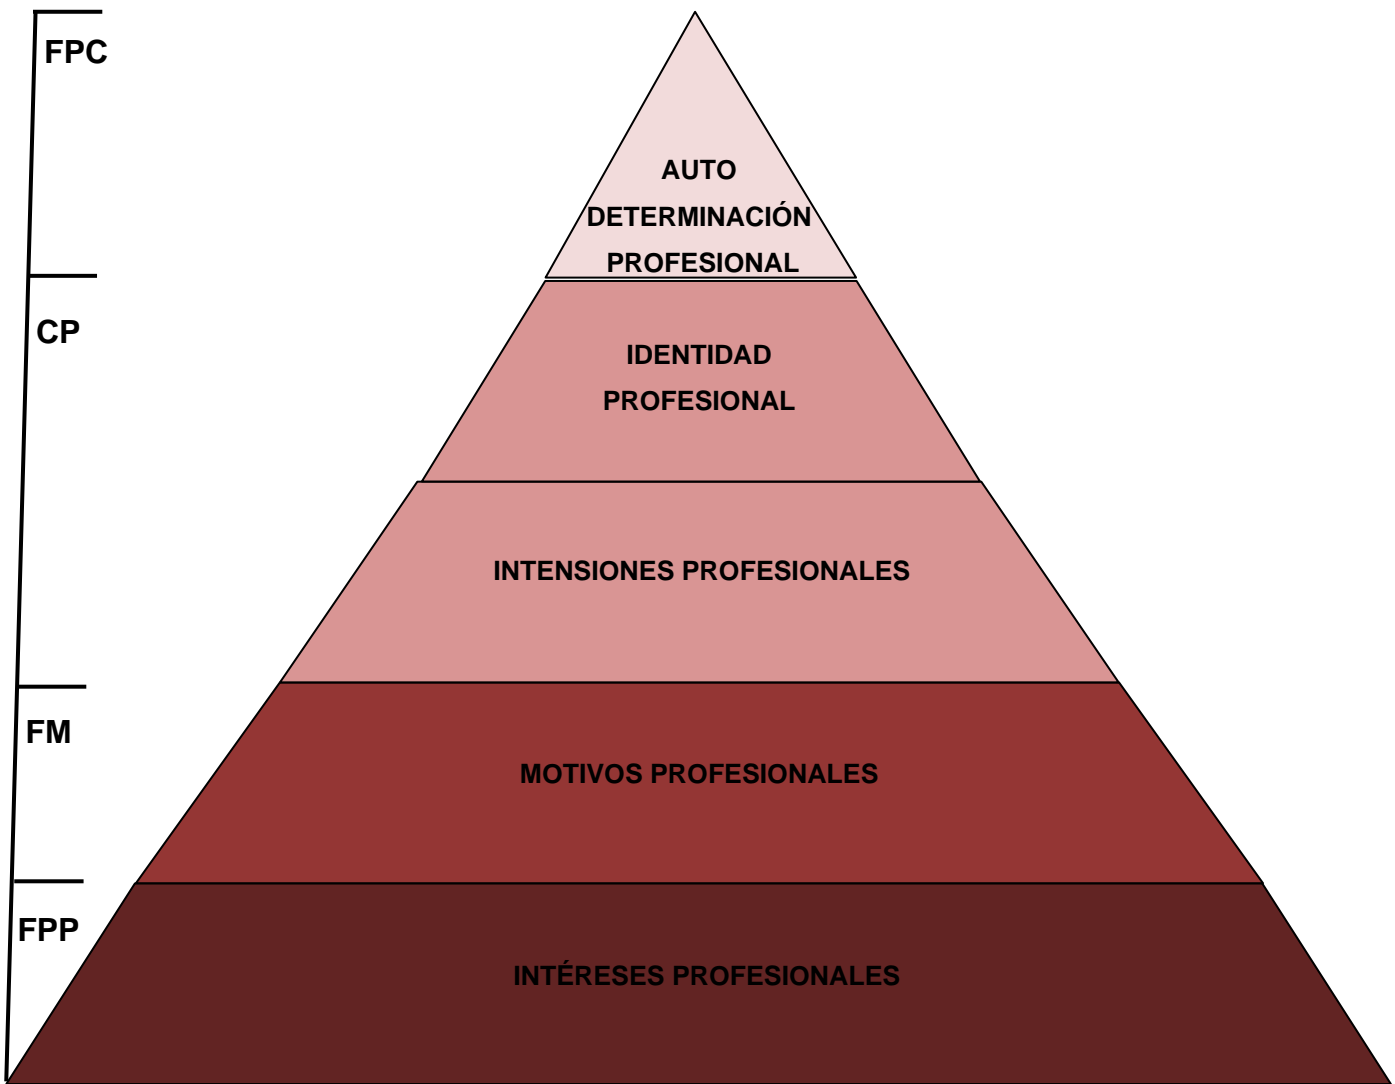 FPC
AUTO
DETERMINACIÓN
PROFESIONAL
CP
IDENTIDAD
PROFESIONAL
INTENSIONES PROFESIONALES
FM
MOTIVOS PROFESIONALES
FPP
INTÉRESES PROFESIONALES